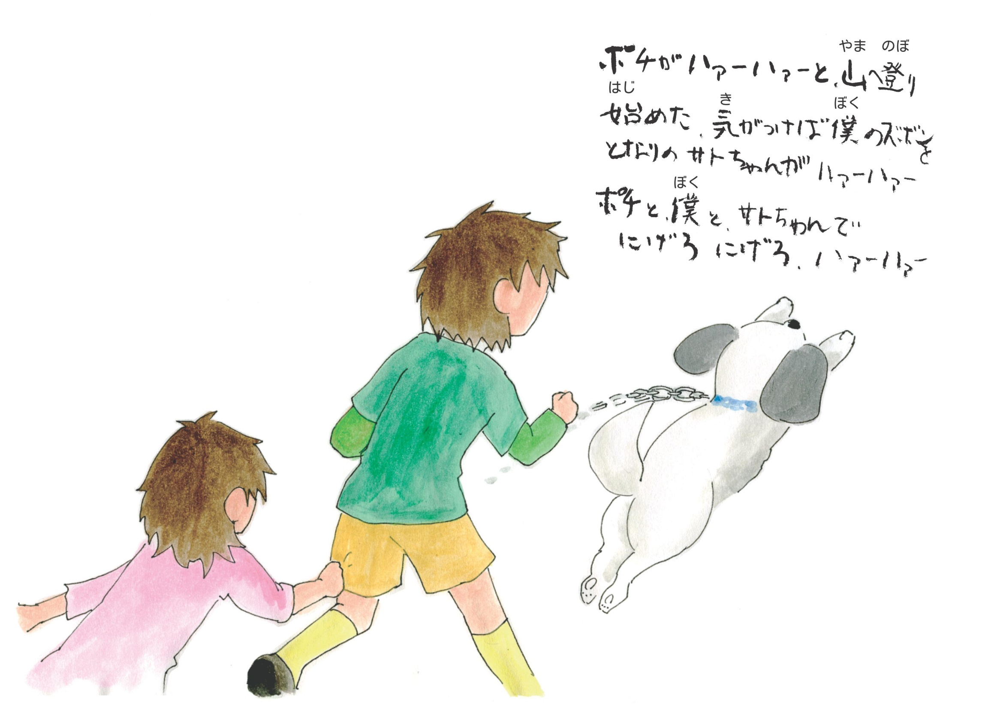 ポチがハァーハァーと、山へ登り
始めた、気がつけば僕のズボンを
となりのサトちゃんがハァーハァー
ポチと、僕と、サトちゃんで
にげろにげろ、ハァーハァー